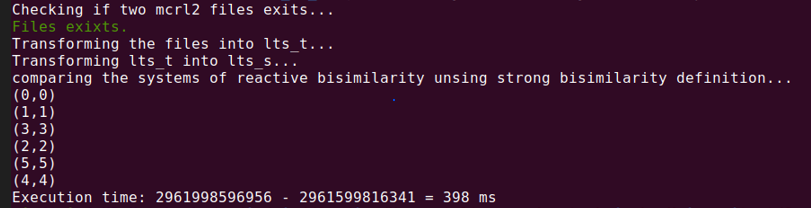 Checking if two mcrl2 files exits...
Files exixts.
Transforming the files into lts_t...
Transforming lts_t into lts_s...
comparing the systems of reactive bisimilarity unsing strong bisimilarity definition...
(0,0)
(1,1)
(3,3)
(2,2)
(5,5)
(4,4)
Execution time: 2961998596956 - 2961599816341 = 398 ms